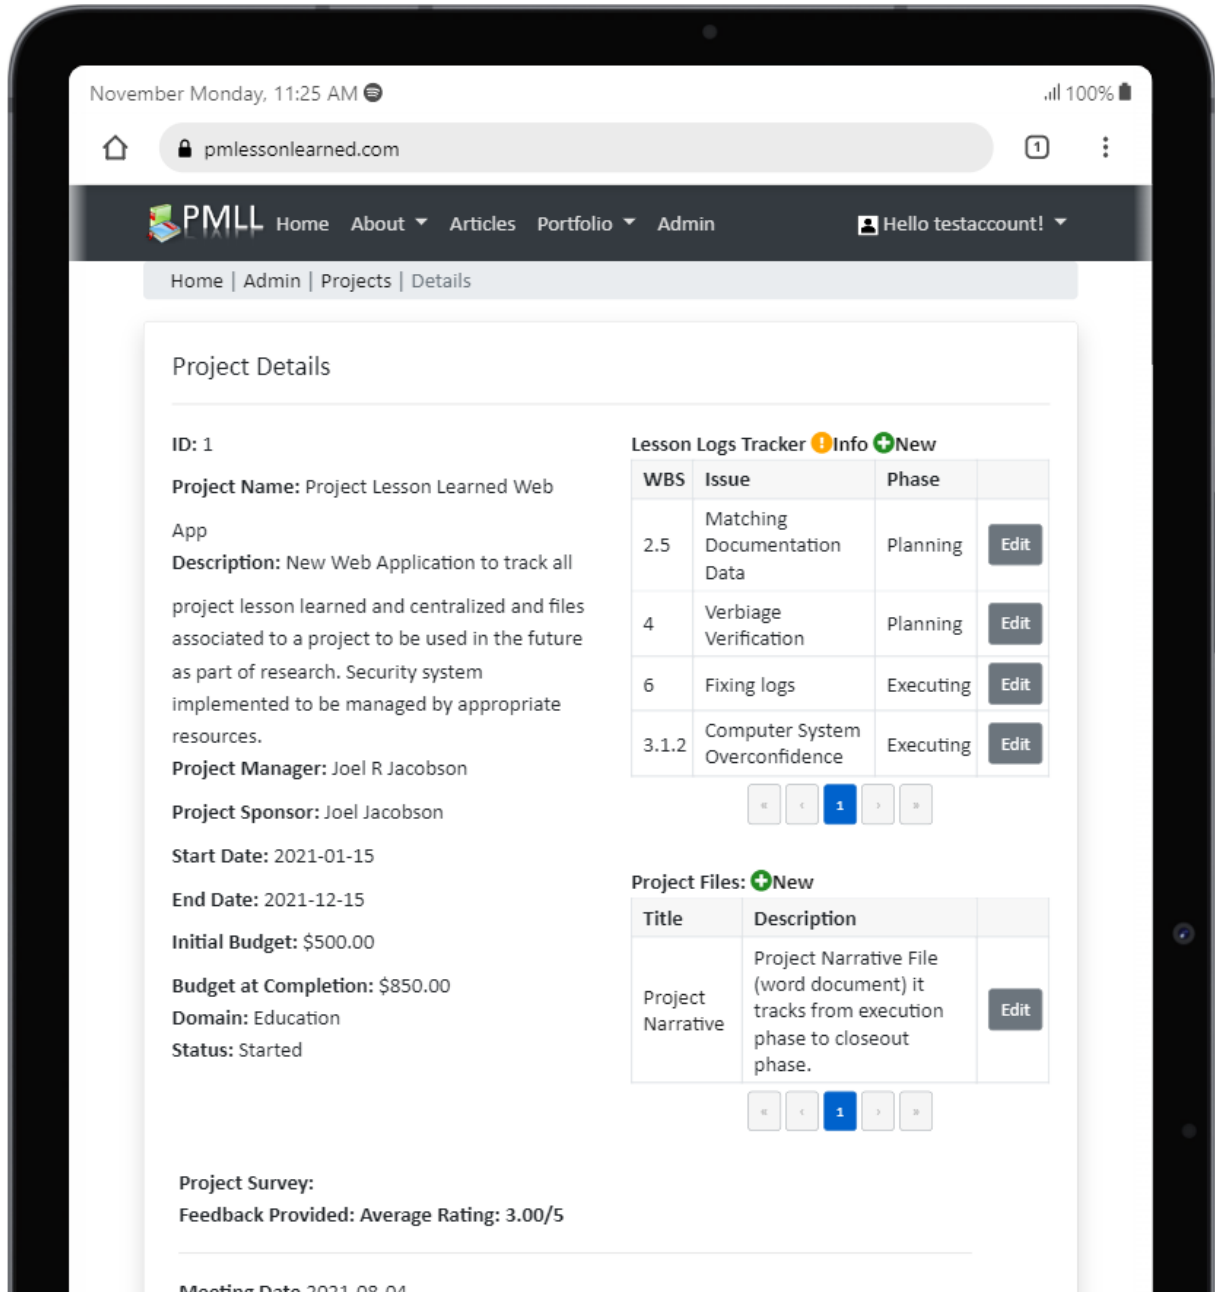 November Monday, 11:25 AM
100%
pmlessonlearned.com
1
PMLL Home About Articles Portfolio Admin Hello testaccount!
Home | Admin | Projects | Details
Project Details
ID: 1
Project Name: Project Lesson Learned Web
App
Description: New Web Application to track all
project lesson learned and centralized and files
associated to a project to be used in the future
as part of research. Security system
implemented to be managed by appropriate
resources.
Project Manager: Joel R Jacobson
Project Sponsor: Joel Jacobson
Start Date: 2021-01-15
End Date: 2021-12-15
Initial Budget: $500.00
Budget at Completion: $850.00
Domain: Education
Status: Started
Lesson Logs Tracker Info New
WBS Issue Phase
2.5 Matching Documentation Data Planning Edit
4 Verbiage Verification Planning Edit
6 Fixing logs Executing Edit
3.1.2 Computer System Overconfidence Executing Edit
« ‹ 1 › »
Project Files: New
Title Description
Project Narrative Project Narrative File (word document) it tracks from execution phase to closeout phase. Edit
« ‹ 1 › »
Project Survey:
Feedback Provided: Average Rating: 3.00/5
Meeting Date 2021-08-04